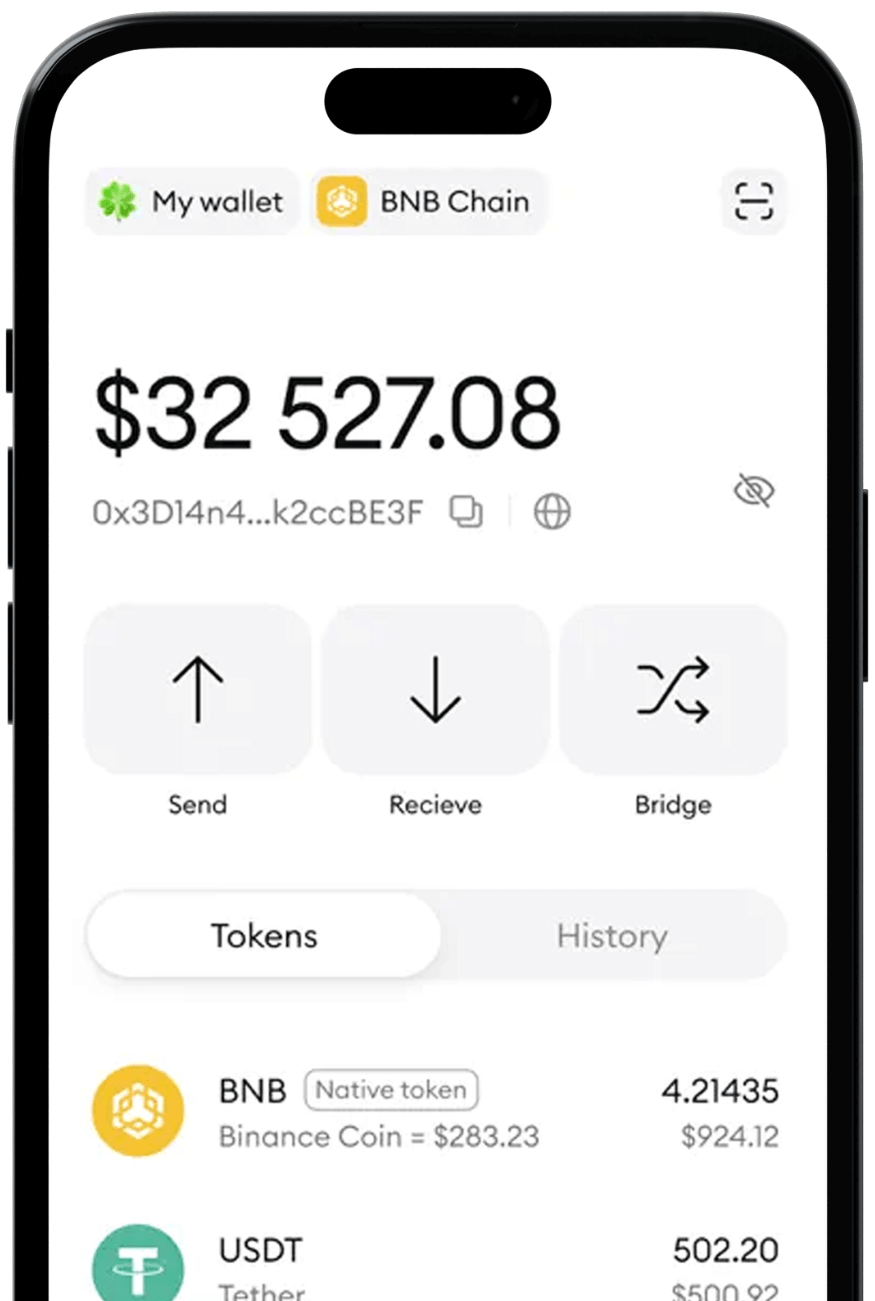 My wallet BNB Chain
$32 527.08
0x3D14n4...k2ccBE3F
Send Recieve Bridge
Tokens History
BNB Native token 4.21435
Binance Coin = $283.23 $924.12
USDT 502.20
Tether $500.92